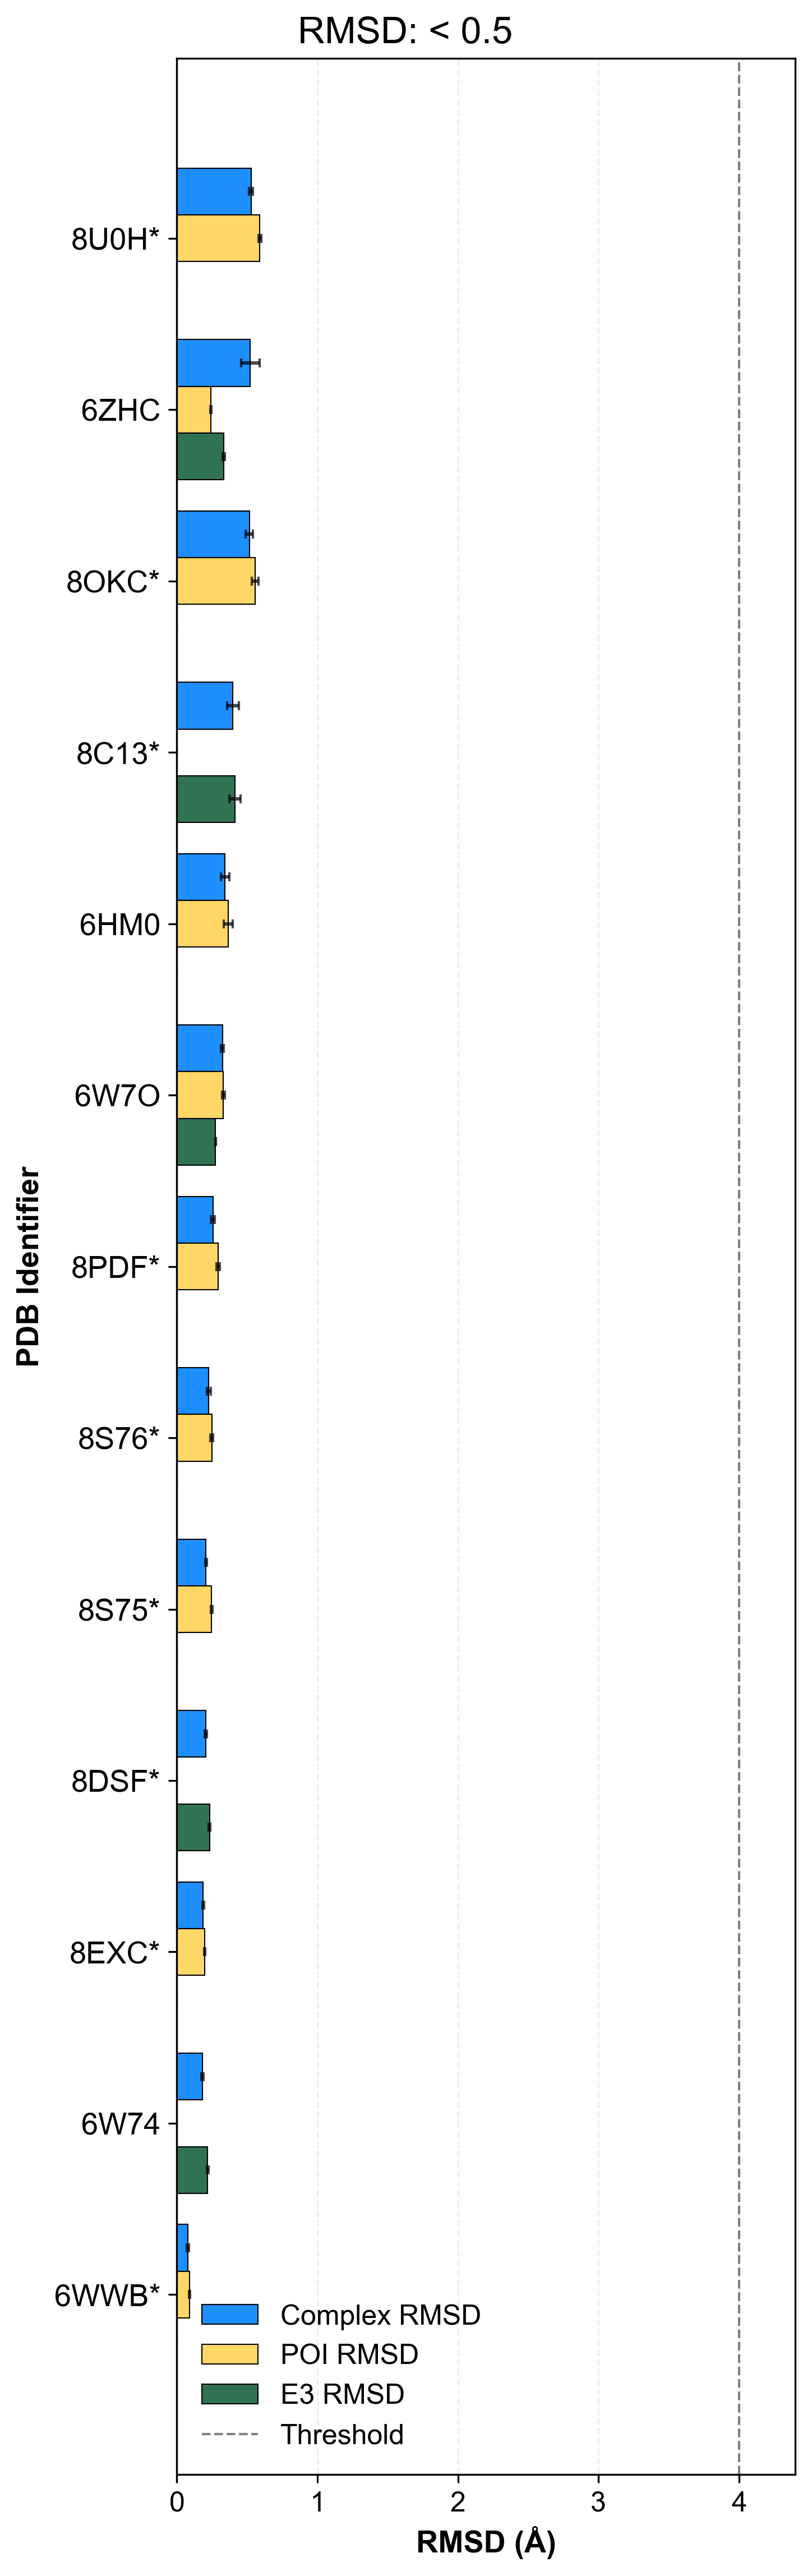 RMSD: < 0.5
8U0H*
6ZHC
8OKC*
8C13*
6HM0
6W7O
8PDF*
8S76*
8S75*
8DSF*
8EXC*
6W74
6WWB*
PDB Identifier
Complex RMSD
POI RMSD
E3 RMSD
Threshold
0 1 2 3 4
RMSD (Å)